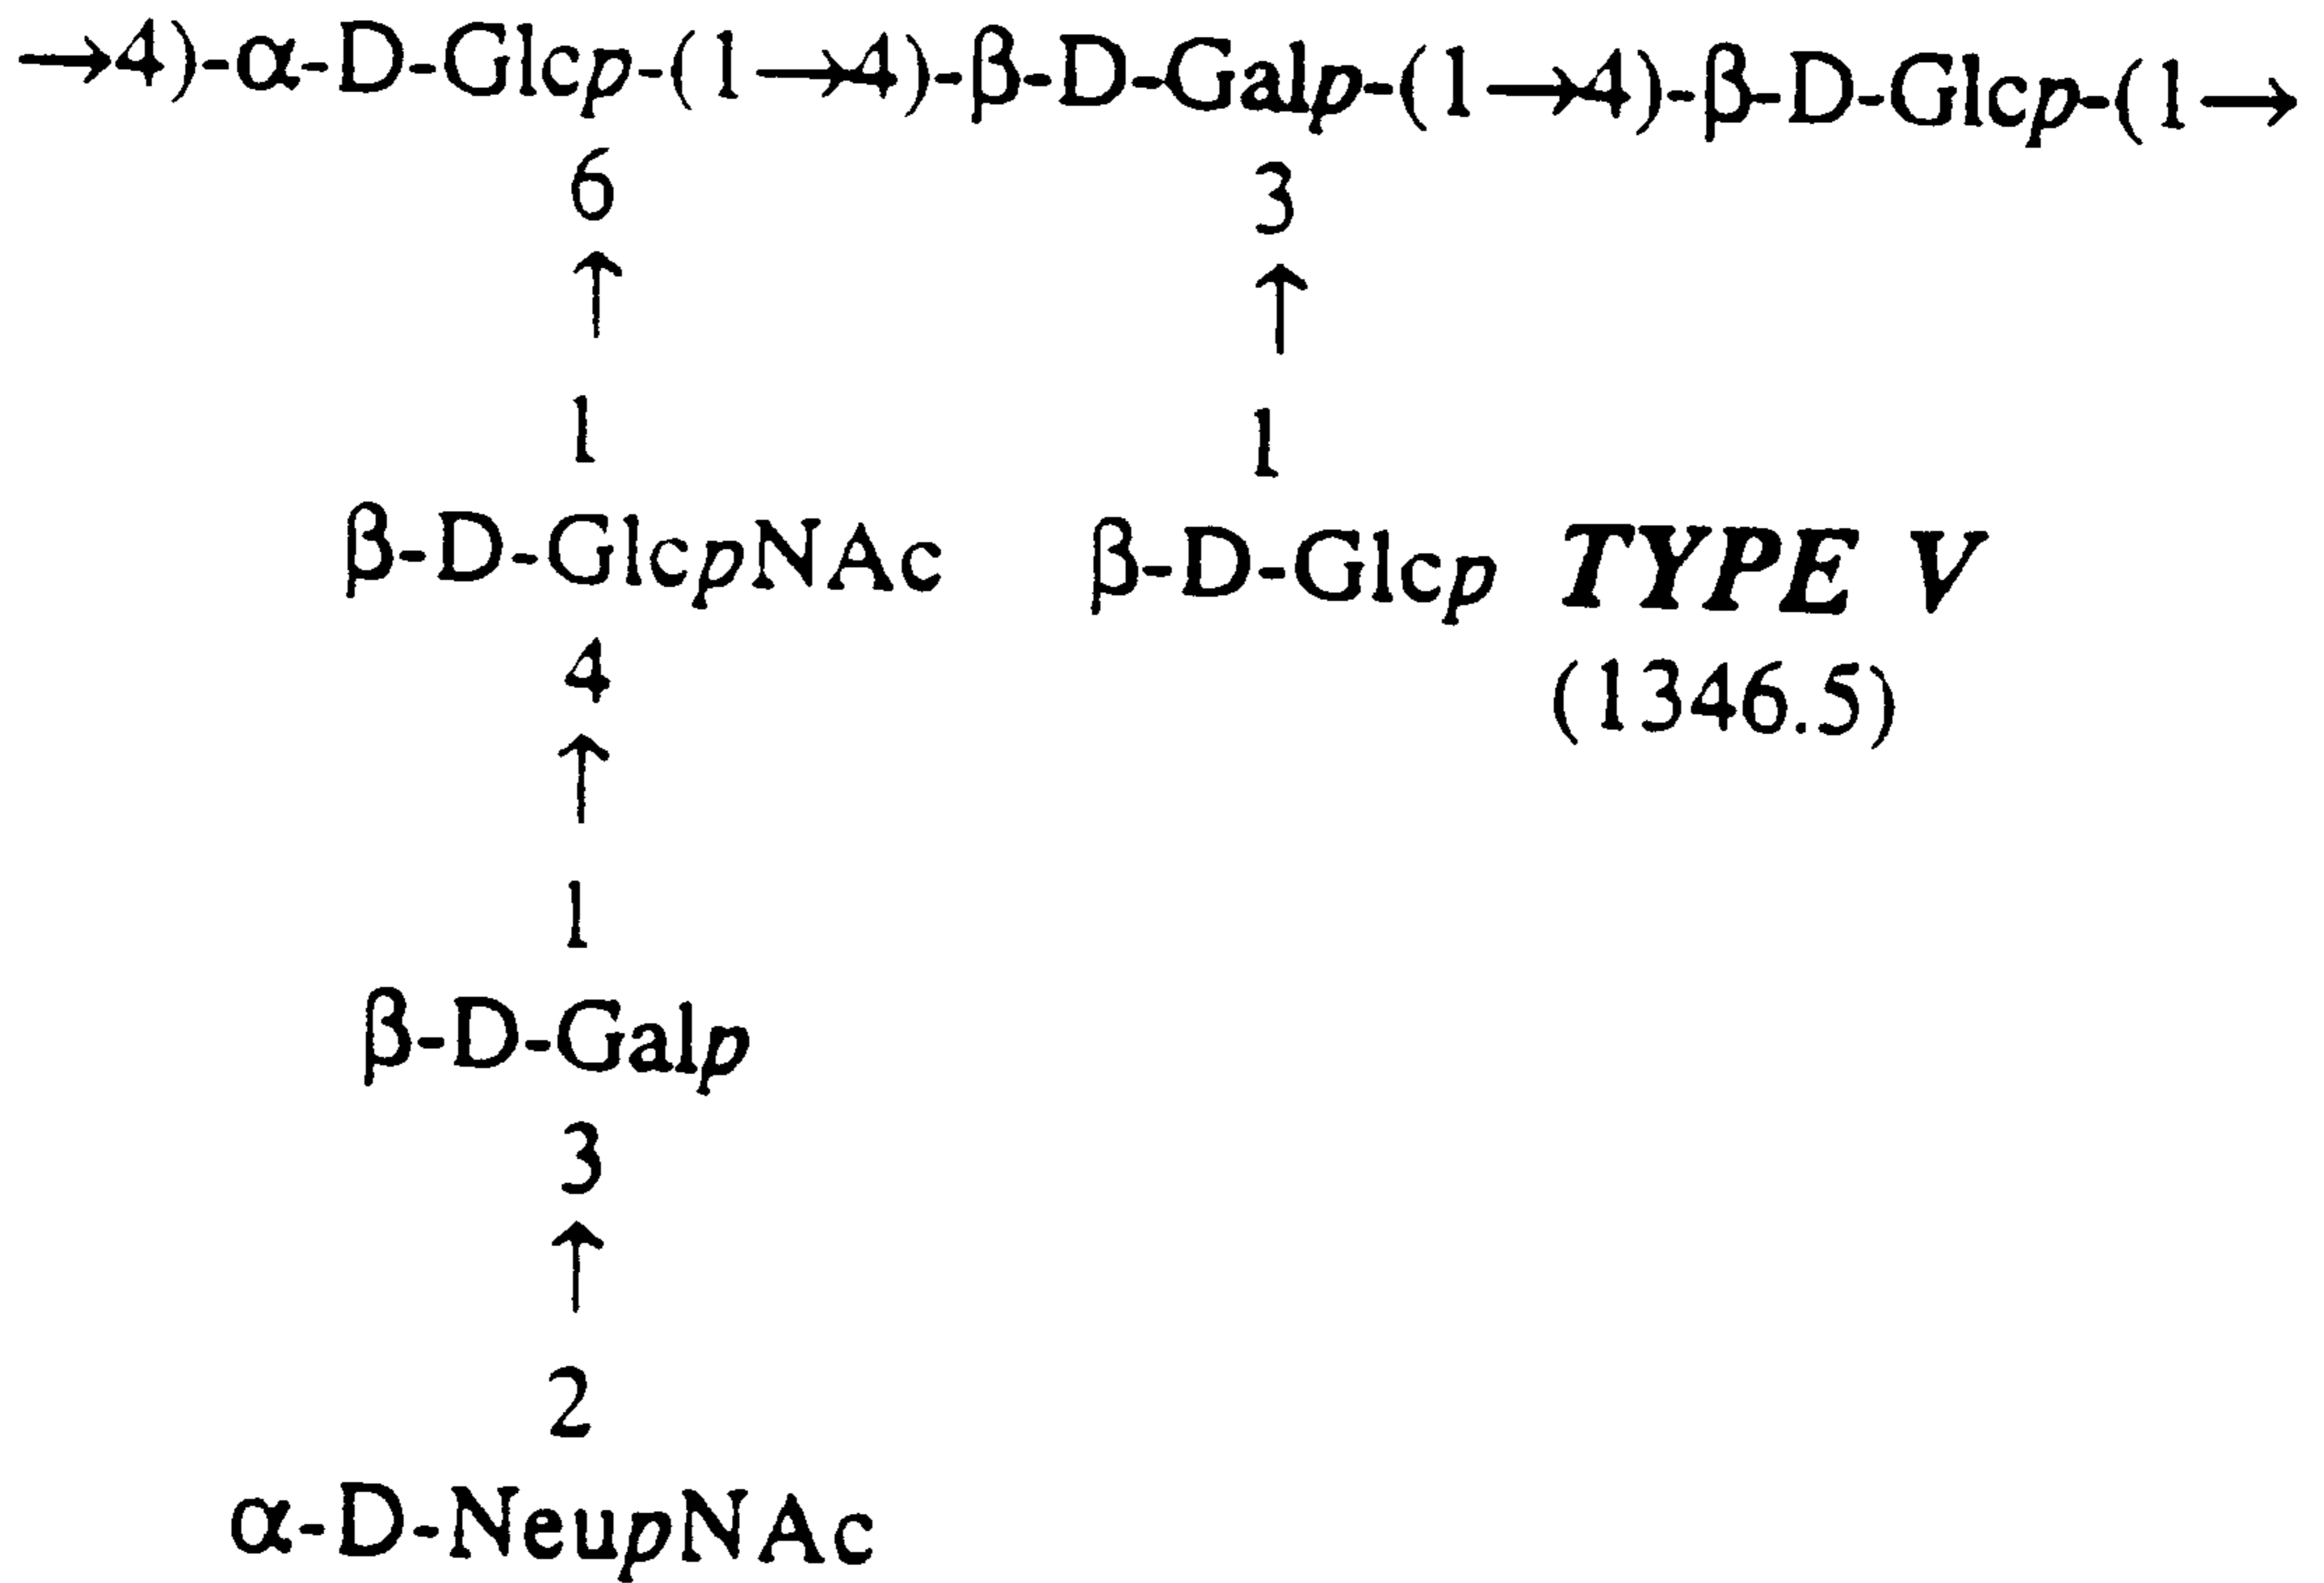 →4)-α-D-Glcp-(1→4)-β-D-Galp-(1→4)-β-D-Glcp-(1→
6 3
↑ ↑
1 1
β-D-GlcpNAc β-D-Glcp TYPE V
4 (1346.5)
↑
1
β-D-Galp
3
↑
2
α-D-NeupNAc